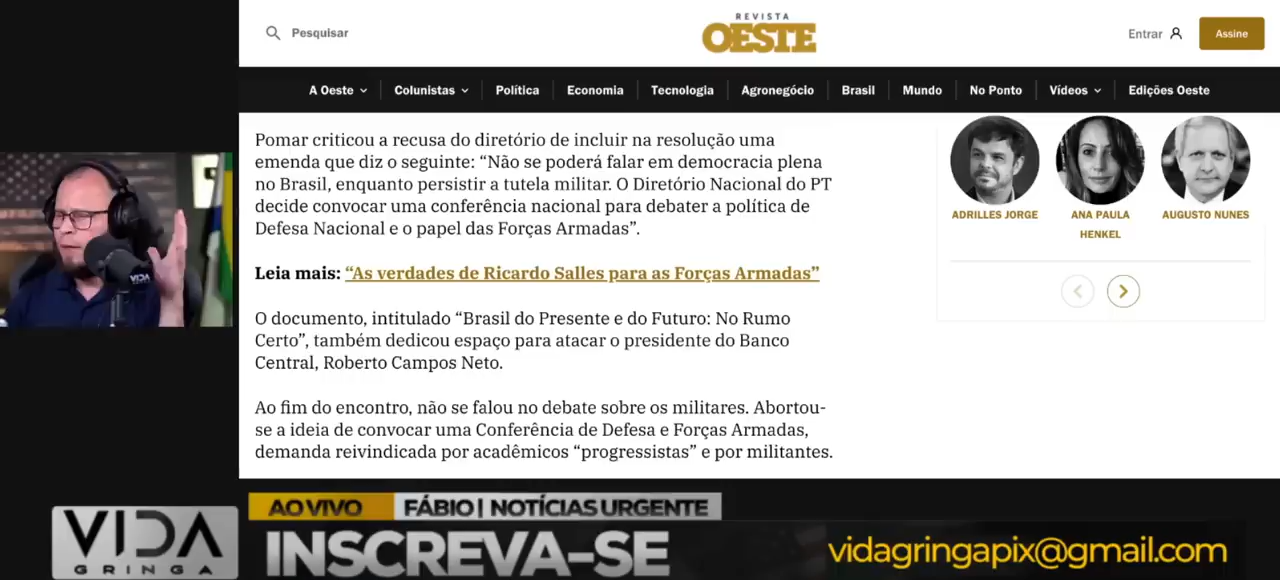 Pesquisar
REVISTA
OESTE
Entrar
Assine
A Oeste
Colunistas
Política
Economia
Tecnologia
Agronegócio
Brasil
Mundo
No Ponto
Vídeos
Edições Oeste
Pomar criticou a recusa do diretório de incluir na resolução uma
emenda que diz o seguinte: “Não se poderá falar em democracia plena
no Brasil, enquanto persistir a tutela militar. O Diretório Nacional do PT
decide convocar uma conferência nacional para debater a política de
Defesa Nacional e o papel das Forças Armadas”.
Leia mais: “As verdades de Ricardo Salles para as Forças Armadas”
O documento, intitulado “Brasil do Presente e do Futuro: No Rumo
Certo”, também dedicou espaço para atacar o presidente do Banco
Central, Roberto Campos Neto.
Ao fim do encontro, não se falou no debate sobre os militares. Abortou-
se a ideia de convocar uma Conferência de Defesa e Forças Armadas,
demanda reivindicada por acadêmicos “progressistas” e por militantes.
ADRILLES JORGE
ANA PAULA
HENKEL
AUGUSTO NUNES
VIDA
AO VIVO
FÁBIO | NOTÍCIAS URGENTE
VIDA
GRINGA
INSCREVA-SE
vidagringapix@gmail.com